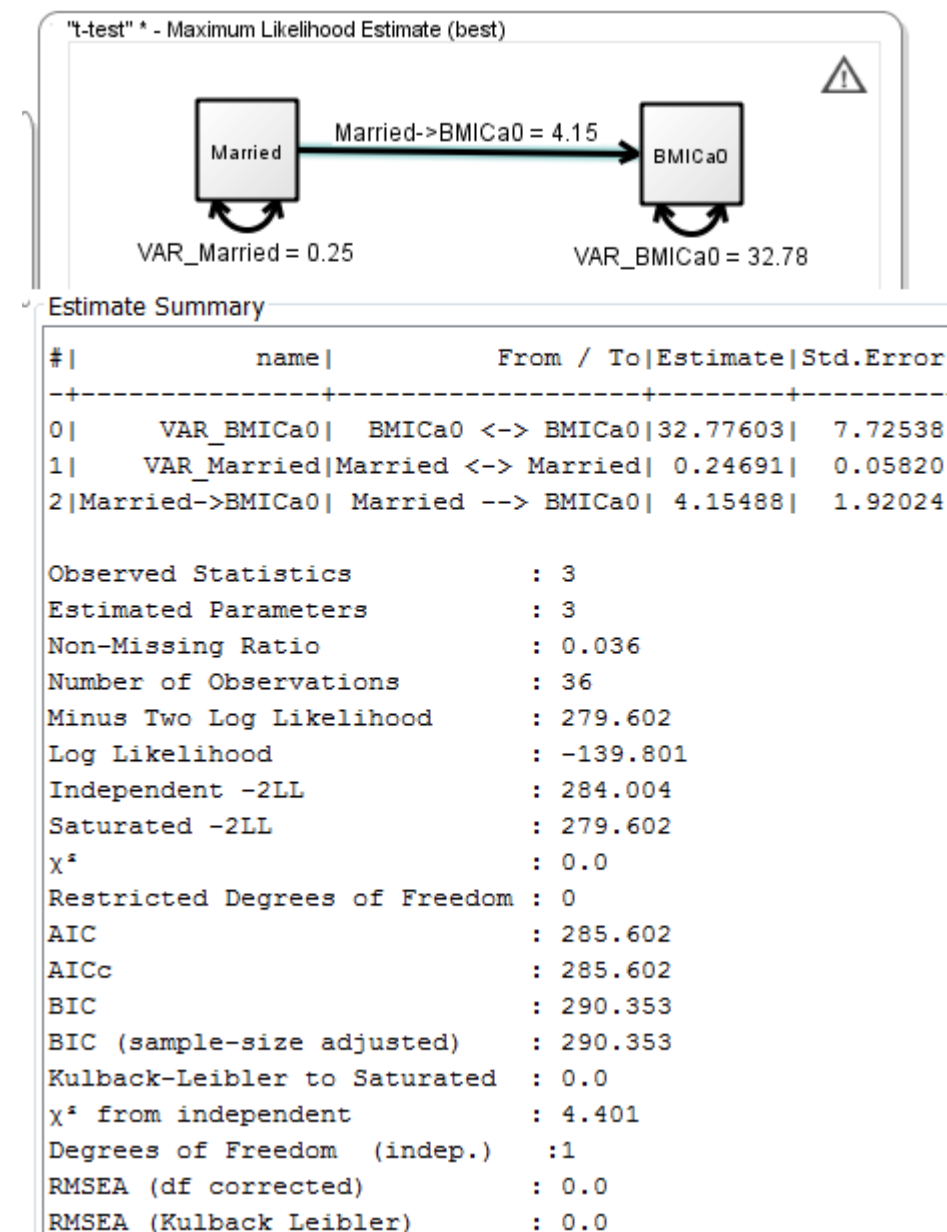 "t-test" * - Maximum Likelihood Estimate (best)
Married->BMICa0 = 4.15
Married
BMICa0
VAR_Married = 0.25
VAR_BMICa0 = 32.78
Estimate Summary
#| name| From / To|Estimate|Std.Error
-+---------------+--------------------+--------+---------
0| VAR_BMICa0| BMICa0 <-> BMICa0|32.77603| 7.72538
1| VAR_Married|Married <-> Married| 0.24691| 0.05820
2|Married->BMICa0| Married --> BMICa0| 4.15488| 1.92024
Observed Statistics : 3
Estimated Parameters : 3
Non-Missing Ratio : 0.036
Number of Observations : 36
Minus Two Log Likelihood : 279.602
Log Likelihood : -139.801
Independent -2LL : 284.004
Saturated -2LL : 279.602
χ² : 0.0
Restricted Degrees of Freedom : 0
AIC : 285.602
AICc : 285.602
BIC : 290.353
BIC (sample-size adjusted) : 290.353
Kulback-Leibler to Saturated : 0.0
χ² from independent : 4.401
Degrees of Freedom (indep.) :1
RMSEA (df corrected) : 0.0
RMSEA (Kulback Leibler) : 0.0